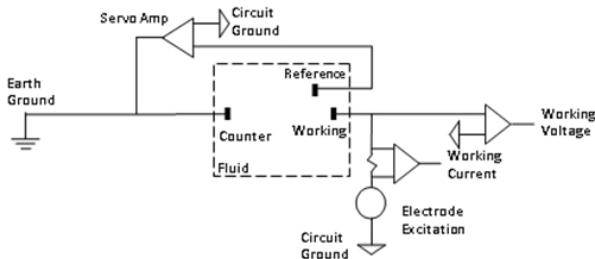 Servo Amp
Circuit
Ground
Earth
Ground
Reference
Counter
Working
Fluid
Working
Voltage
Working
Current
Electrode
Excitation
Circuit
Ground